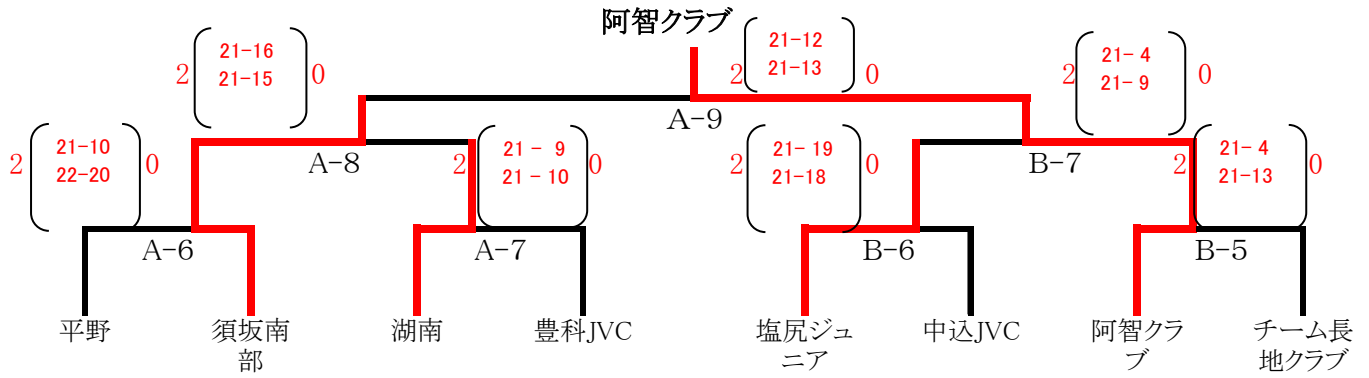 阿智クラブ
21-16
21-15
2
0
21-12
21-13
2
0
21- 4
21- 9
2
0
A-9
21-10
22-20
2
0
A-8
21 - 9
21 - 10
2
0
21- 19
21-18
2
0
B-7
21- 4
21-13
2
0
A-6
A-7
B-6
B-5
平野
須坂南
部
湖南
豊科JVC
塩尻ジュ
ニア
中込JVC
阿智クラ
ブ
チーム長
地クラブ